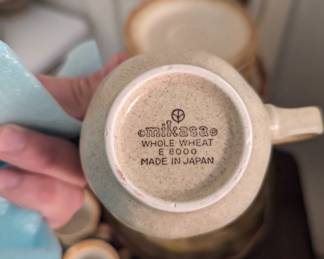 ©mikasa®
WHOLE WHEAT
E 8000
MADE IN JAPAN